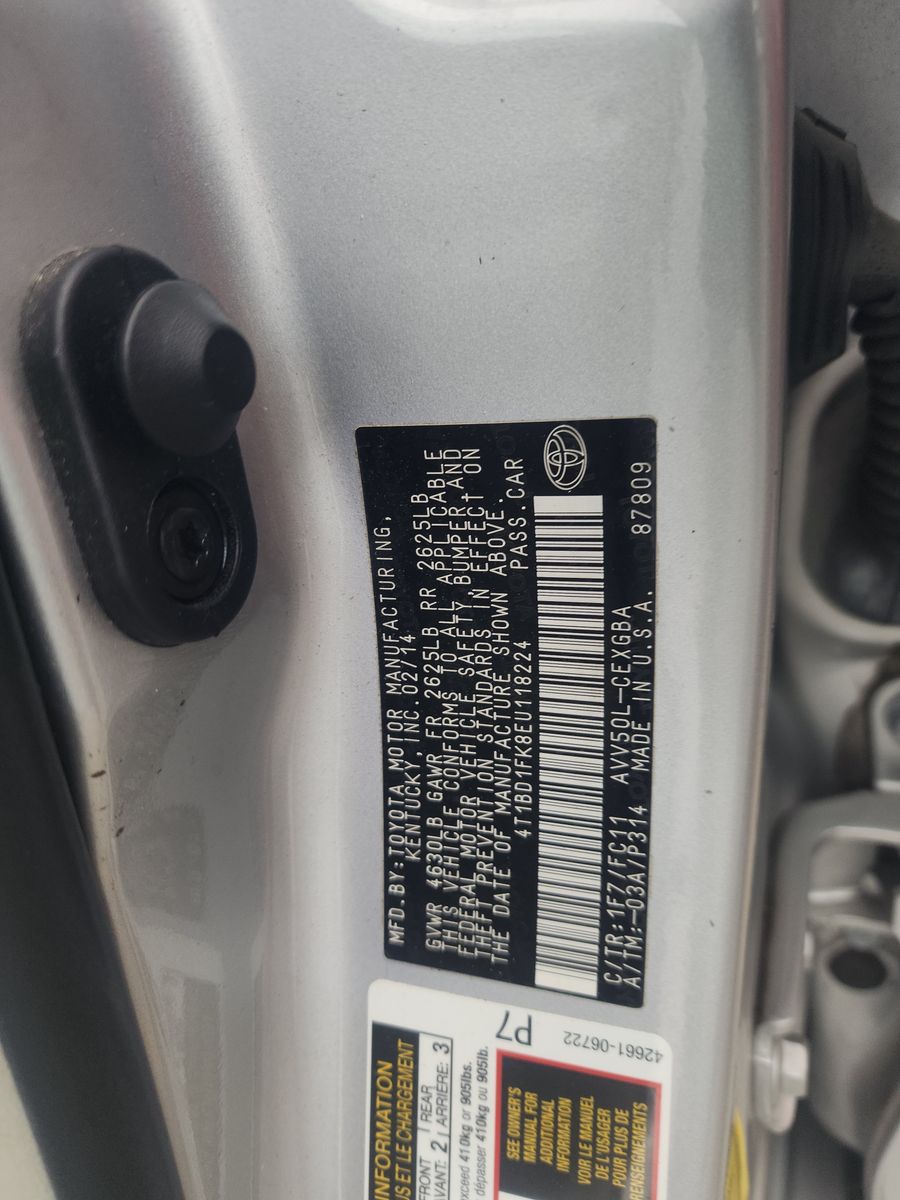 MFD.BY:TOYOTA MOTOR MANUFACTURING,
KENTUCKY, INC.02/14
GVWR 4630LB GAWR FR 2625LB RR 2625LB
THIS VEHICLE CONFORMS TO ALL APPLICABLE
FEDERAL MOTOR VEHICLE SAFETY,BUMPER,AND
THEFT PREVENTION STANDARDS IN EFFECT ON
THE DATE OF MANUFACTURE SHOWN ABOVE.
4T1BD1FK8EU118224 PASS.CAR
C/TR:1F7/FC11 AVV50L-CEXGBA
A/TM:-03A/P314 MADE IN U.S.A. 87809
INFORMATION
US ET LE CHARGEMENT
FRONT REAR
AVANT: 2 ARRIÈRE: 3
exceed 410kg or 905lbs.
dépasser 410kg ou 905lb.
SEE OWNER'S
MANUAL FOR
ADDITIONAL
INFORMATION
VOIR LE MANUEL
DE L'USAGER
POUR PLUS DE
RENSEIGNEMENTS
P7
42661-06722